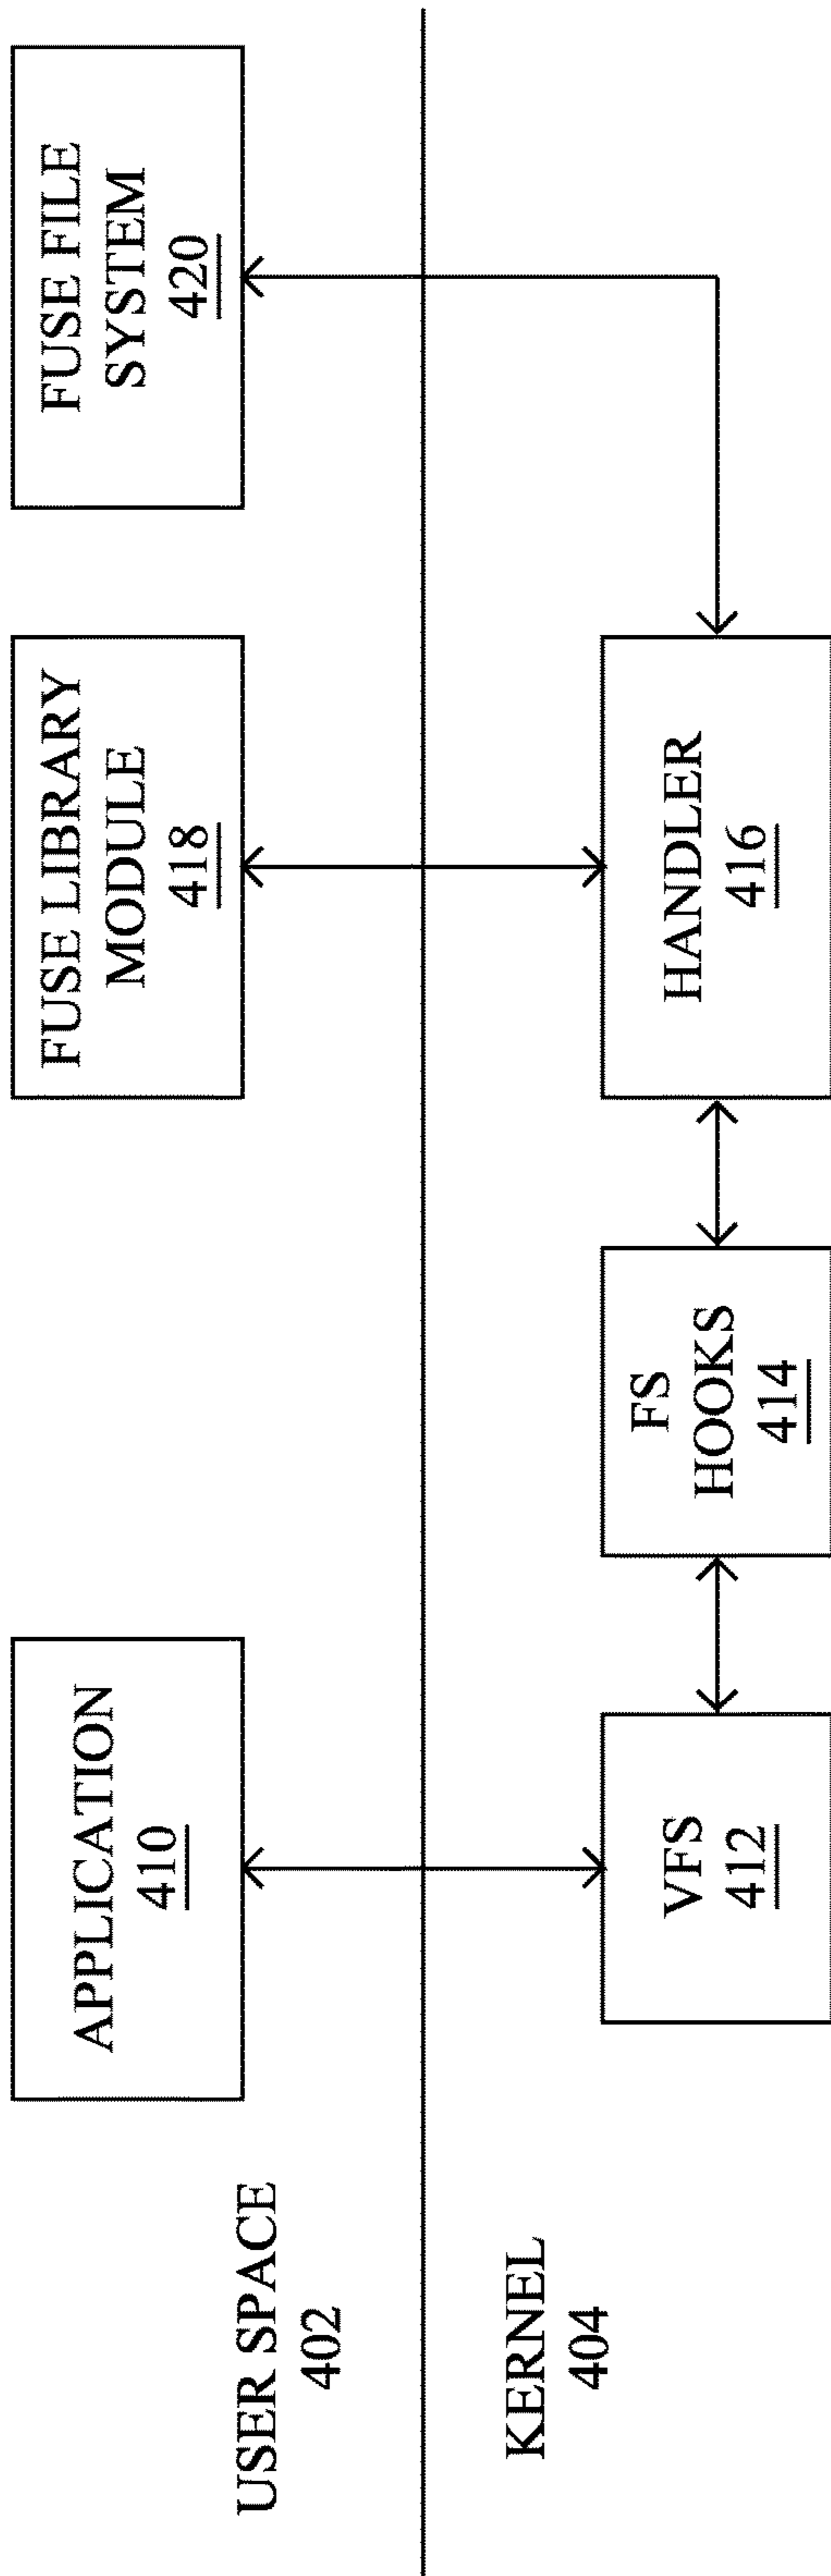 APPLICATION
410
FUSE LIBRARY
MODULE
418
FUSE FILE
SYSTEM
420
USER SPACE
402
KERNEL
404
VFS
412
FS
HOOKS
414
HANDLER
416